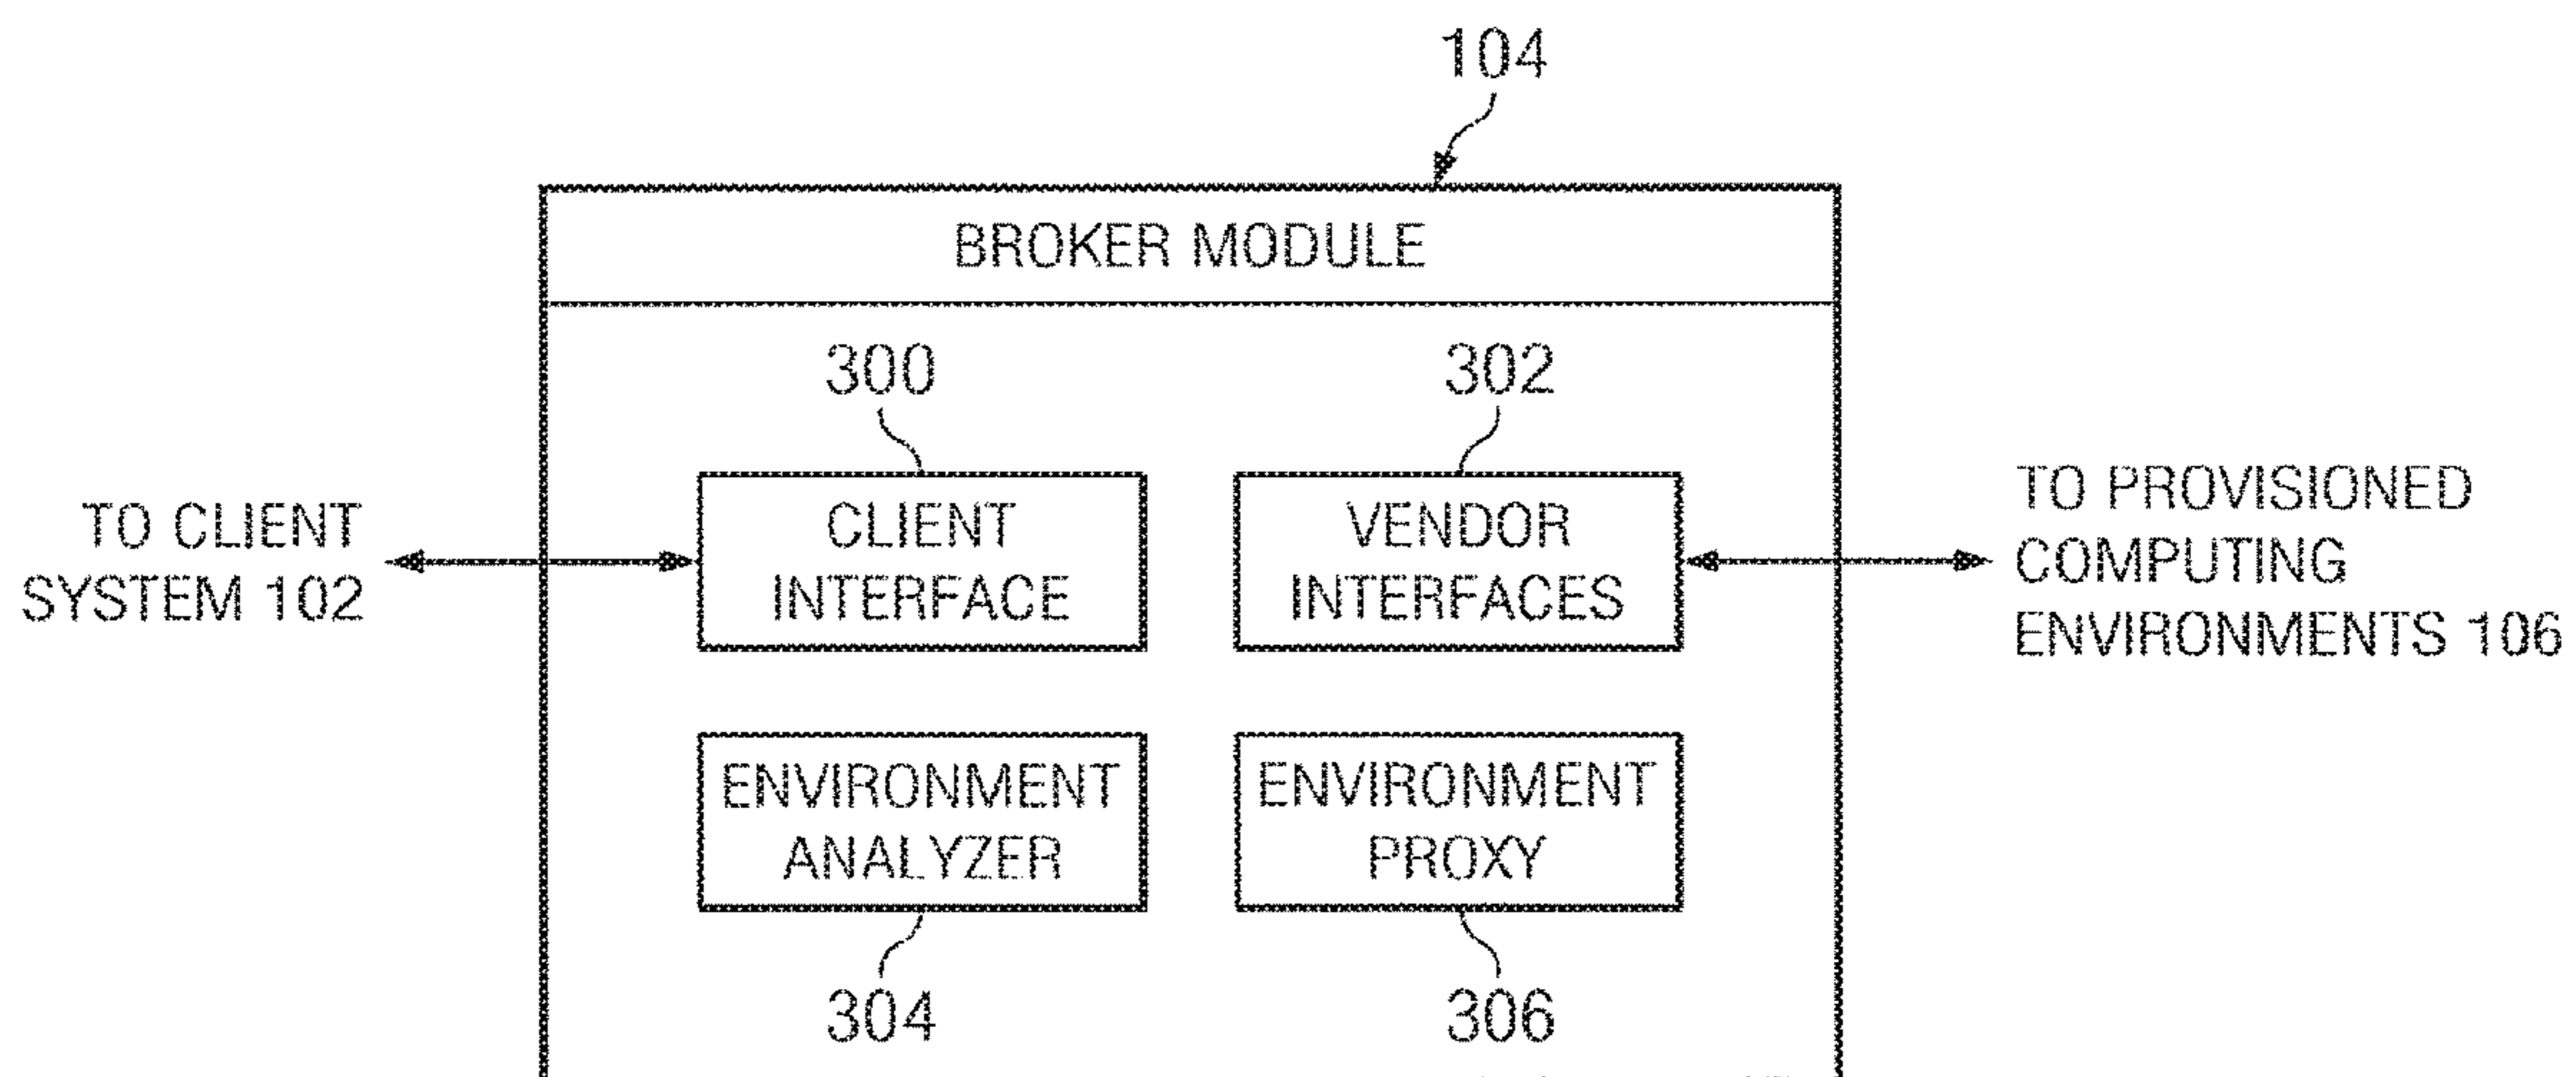 104
BROKER MODULE
300
302
TO CLIENT
SYSTEM 102
CLIENT
INTERFACE
VENDOR
INTERFACES
TO PROVISIONED
COMPUTING
ENVIRONMENTS 106
ENVIRONMENT
ANALYZER
ENVIRONMENT
PROXY
304
306